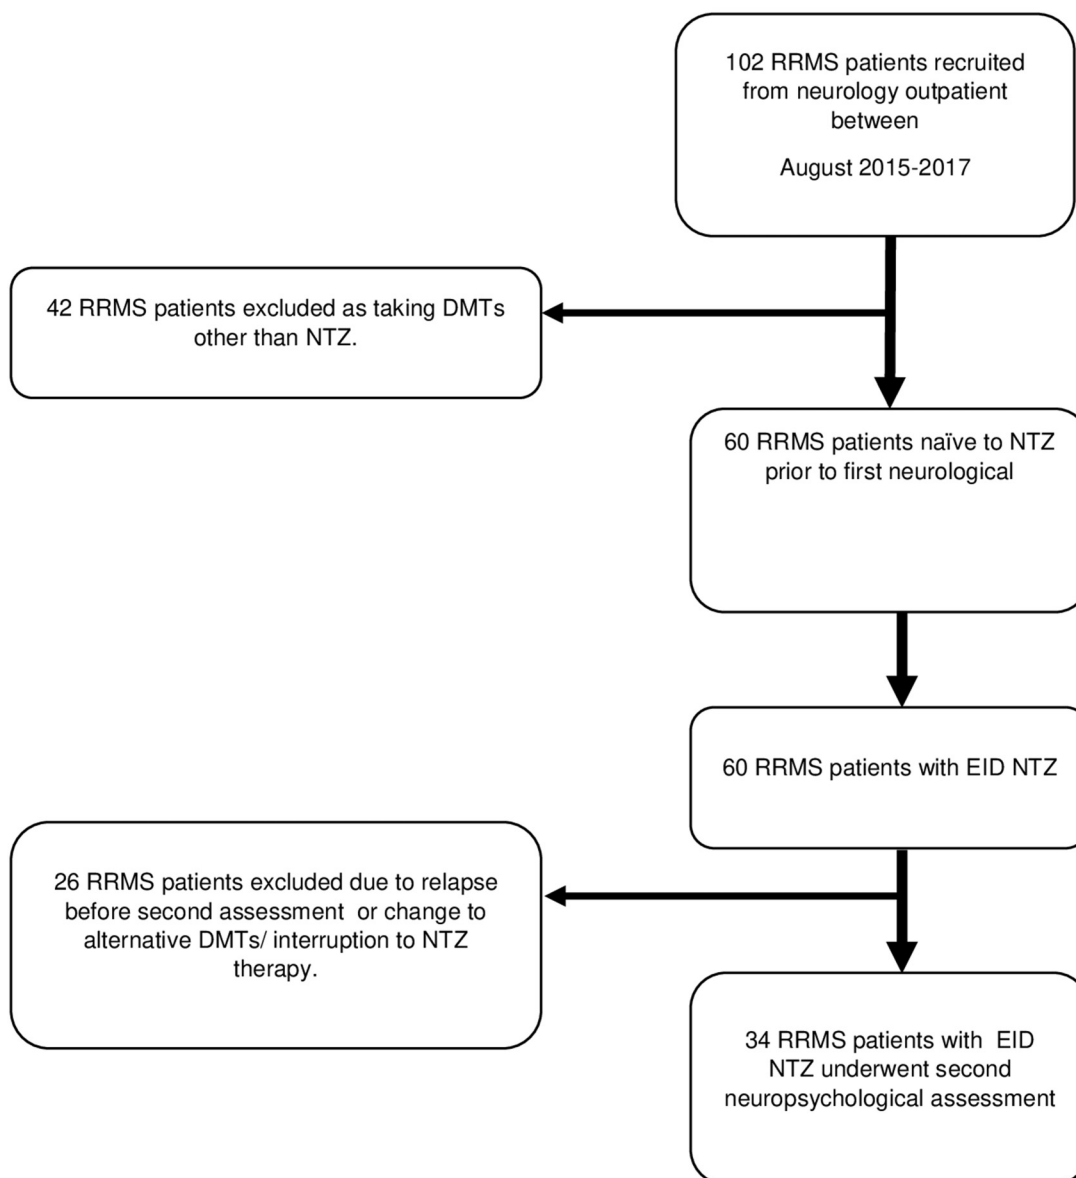 102 RRMS patients recruited
from neurology outpatient
between
August 2015-2017
42 RRMS patients excluded as taking DMTs
other than NTZ.
60 RRMS patients naïve to NTZ
prior to first neurological
60 RRMS patients with EID NTZ
26 RRMS patients excluded due to relapse
before second assessment or change to
alternative DMTs/ interruption to NTZ
therapy.
34 RRMS patients with EID
NTZ underwent second
neuropsychological assessment